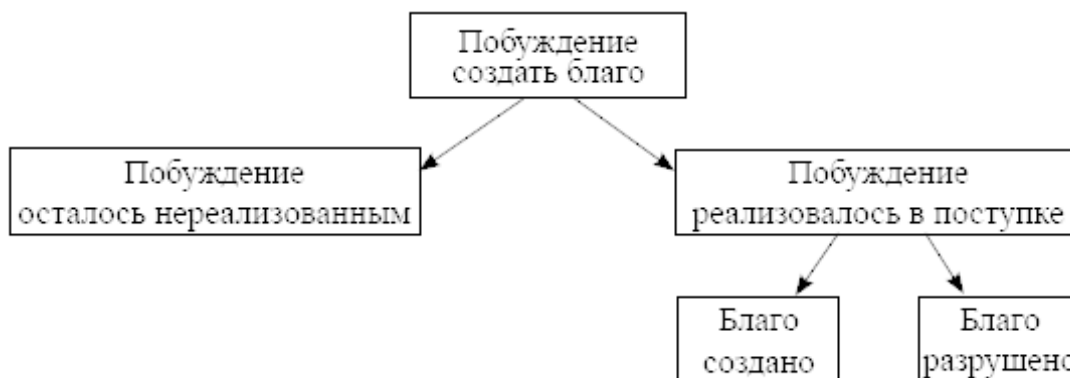 Побуждение
создать благо
Побуждение
осталось нереализованным
Побуждение
реализовалось в поступке
Благо
создано
Благо
разрушено